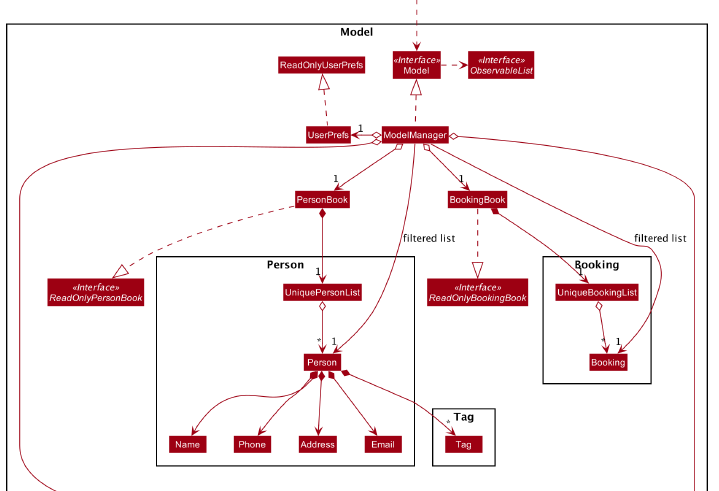 Model
ReadOnlyUserPrefs
«Interface»
Model
«Interface»
ObservableList
UserPrefs
1
ModelManager
1
1
PersonBook
BookingBook
filtered list
filtered list
Person
Booking
«Interface»
ReadOnlyPersonBook
1
UniquePersonList
«Interface»
ReadOnlyBookingBook
1
UniqueBookingList
*
1
*
1
Person
Booking
Tag
*
Name
Phone
Address
Email
Tag